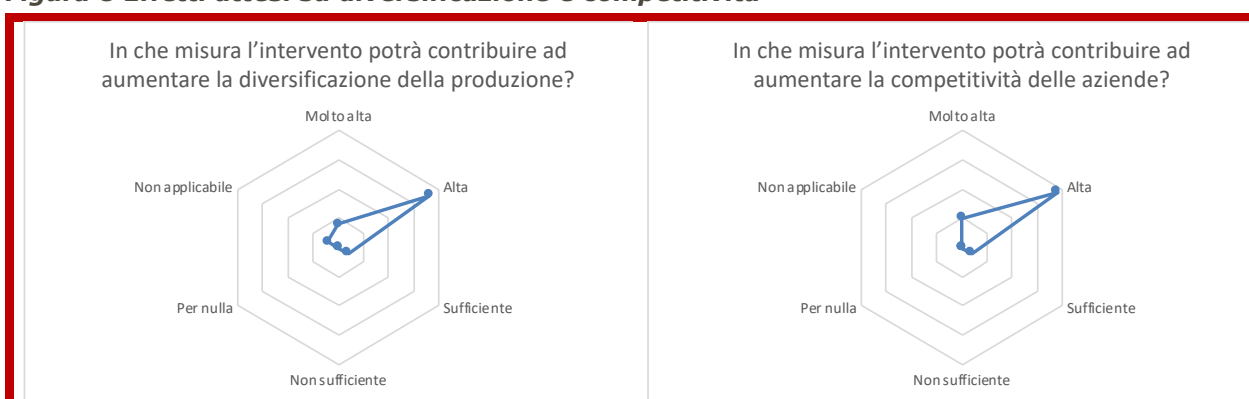 In che misura l'intervento potrà contribuire ad
aumentare la diversificazione della produzione?
Molto alta
Non applicabile
Alta
Per nulla
Sufficiente
Non sufficiente
In che misura l'intervento potrà contribuire ad
aumentare la competitività delle aziende?
Molto alta
Non applicabile
Alta
Per nulla
Sufficiente
Non sufficiente